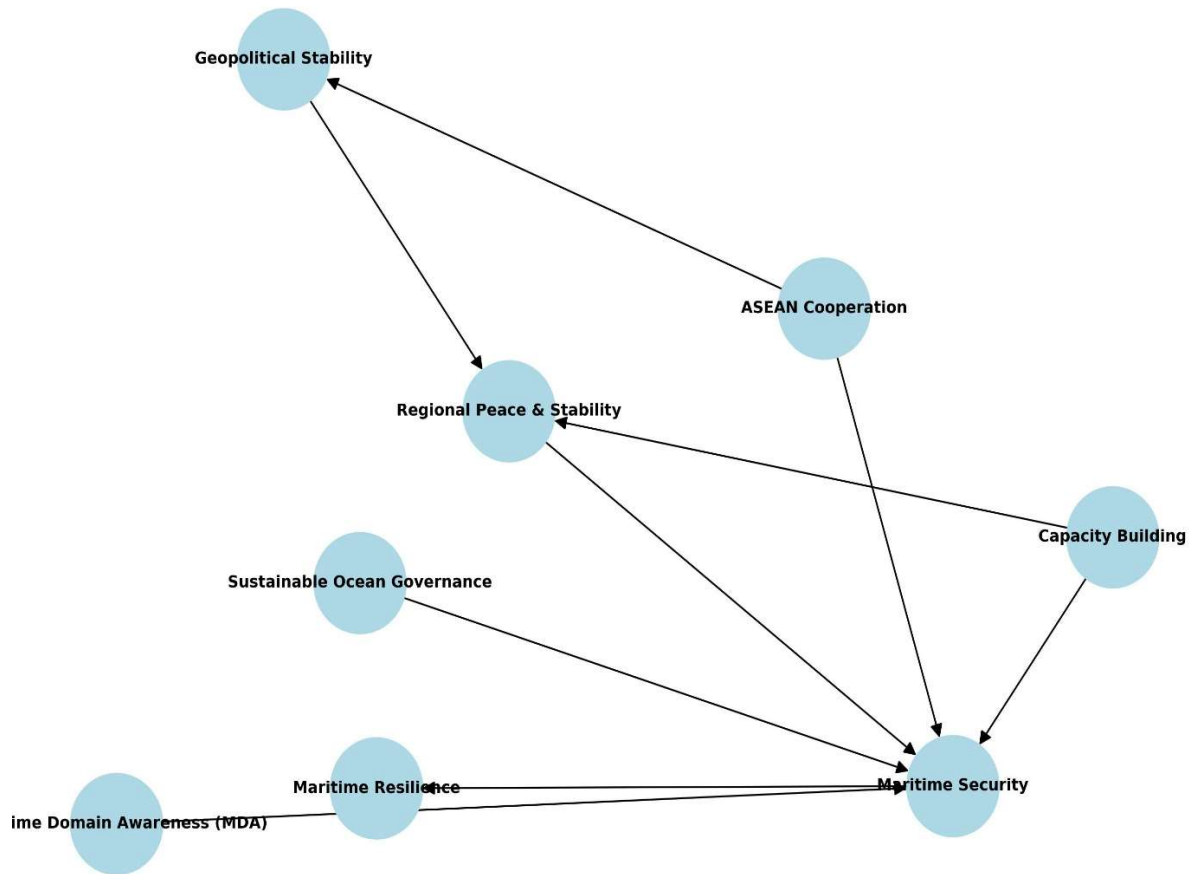 Geopolitical Stability
ASEAN Cooperation
Regional Peace & Stability
Capacity Building
Sustainable Ocean Governance
Maritime Resilience
Maritime Security
ime Domain Awareness (MDA)